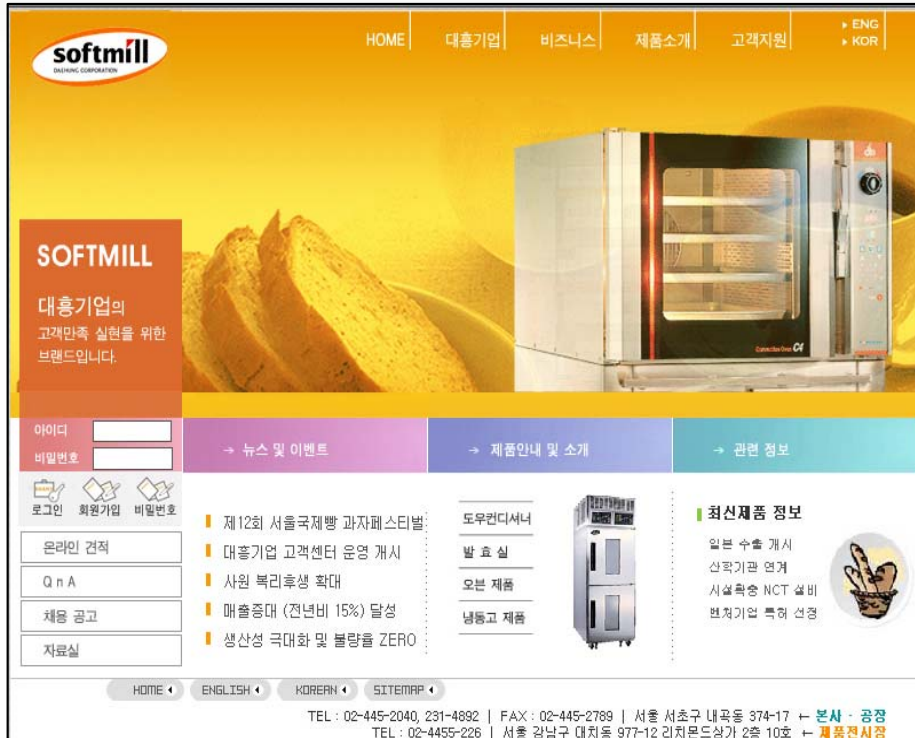 softmill
DAEHUNG CORPORATION
HOME 대흥기업 비즈니스 제품소개 고객지원
▸ ENG
▸ KOR
SOFTMILL
대흥기업의
고객만족 실현을 위한
브랜드입니다.
Convection Oven C4
아이디
비밀번호
로그인 회원가입 비밀번호
온라인 견적
Q n A
채용 공고
자료실
→ 뉴스 및 이벤트
제12회 서울국제빵 과자페스티벌
대흥기업 고객센터 운영 개시
사원 복리후생 확대
매출증대 (전년비 15%) 달성
생산성 극대화 및 불량율 ZERO
→ 제품안내 및 소개
도우컨디셔너
발 효 실
오븐 제품
냉동고 제품
→ 관련 정보
최신제품 정보
일본 수출 개시
산학기관 연계
시설확충 NCT 설비
벤처기업 특허 선정
HOME ENGLISH KOREAN SITEMAP
TEL : 02-445-2040, 231-4892 | FAX : 02-445-2789 | 서울 서초구 내곡동 374-17 ← 본사 · 공장
TEL : 02-4455-226 | 서울 강남구 대치동 977-12 리치몬드상가 2층 10호 ← 제품전시장